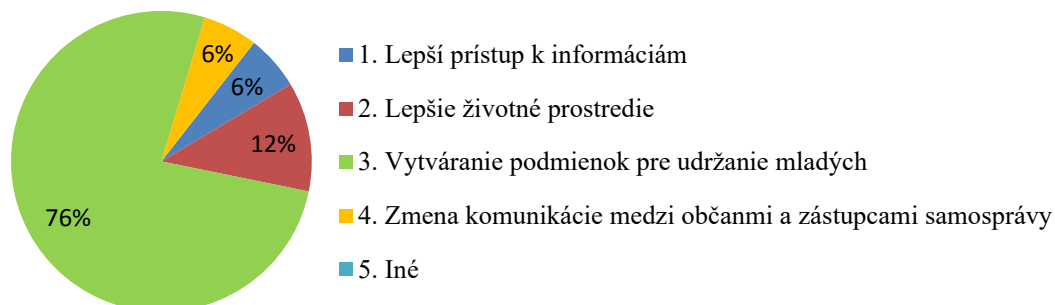 6%
6%
12%
76%
1. Lepší prístup k informáciám
2. Lepšie životné prostredie
3. Vytváranie podmienok pre udržanie mladých
4. Zmena komunikácie medzi občanmi a zástupcami samosprávy
5. Iné